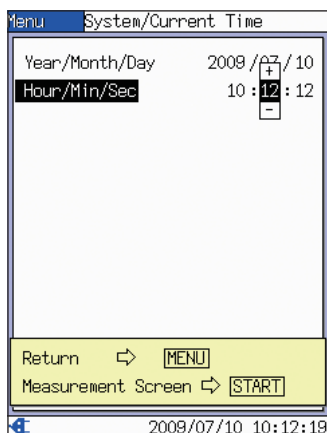 Menu System/Current Time
Year/Month/Day 2009/07/10
+
Hour/Min/Sec 10:12:12
-
Return ⇨ MENU
Measurement Screen ⇨ START
2009/07/10 10:12:19